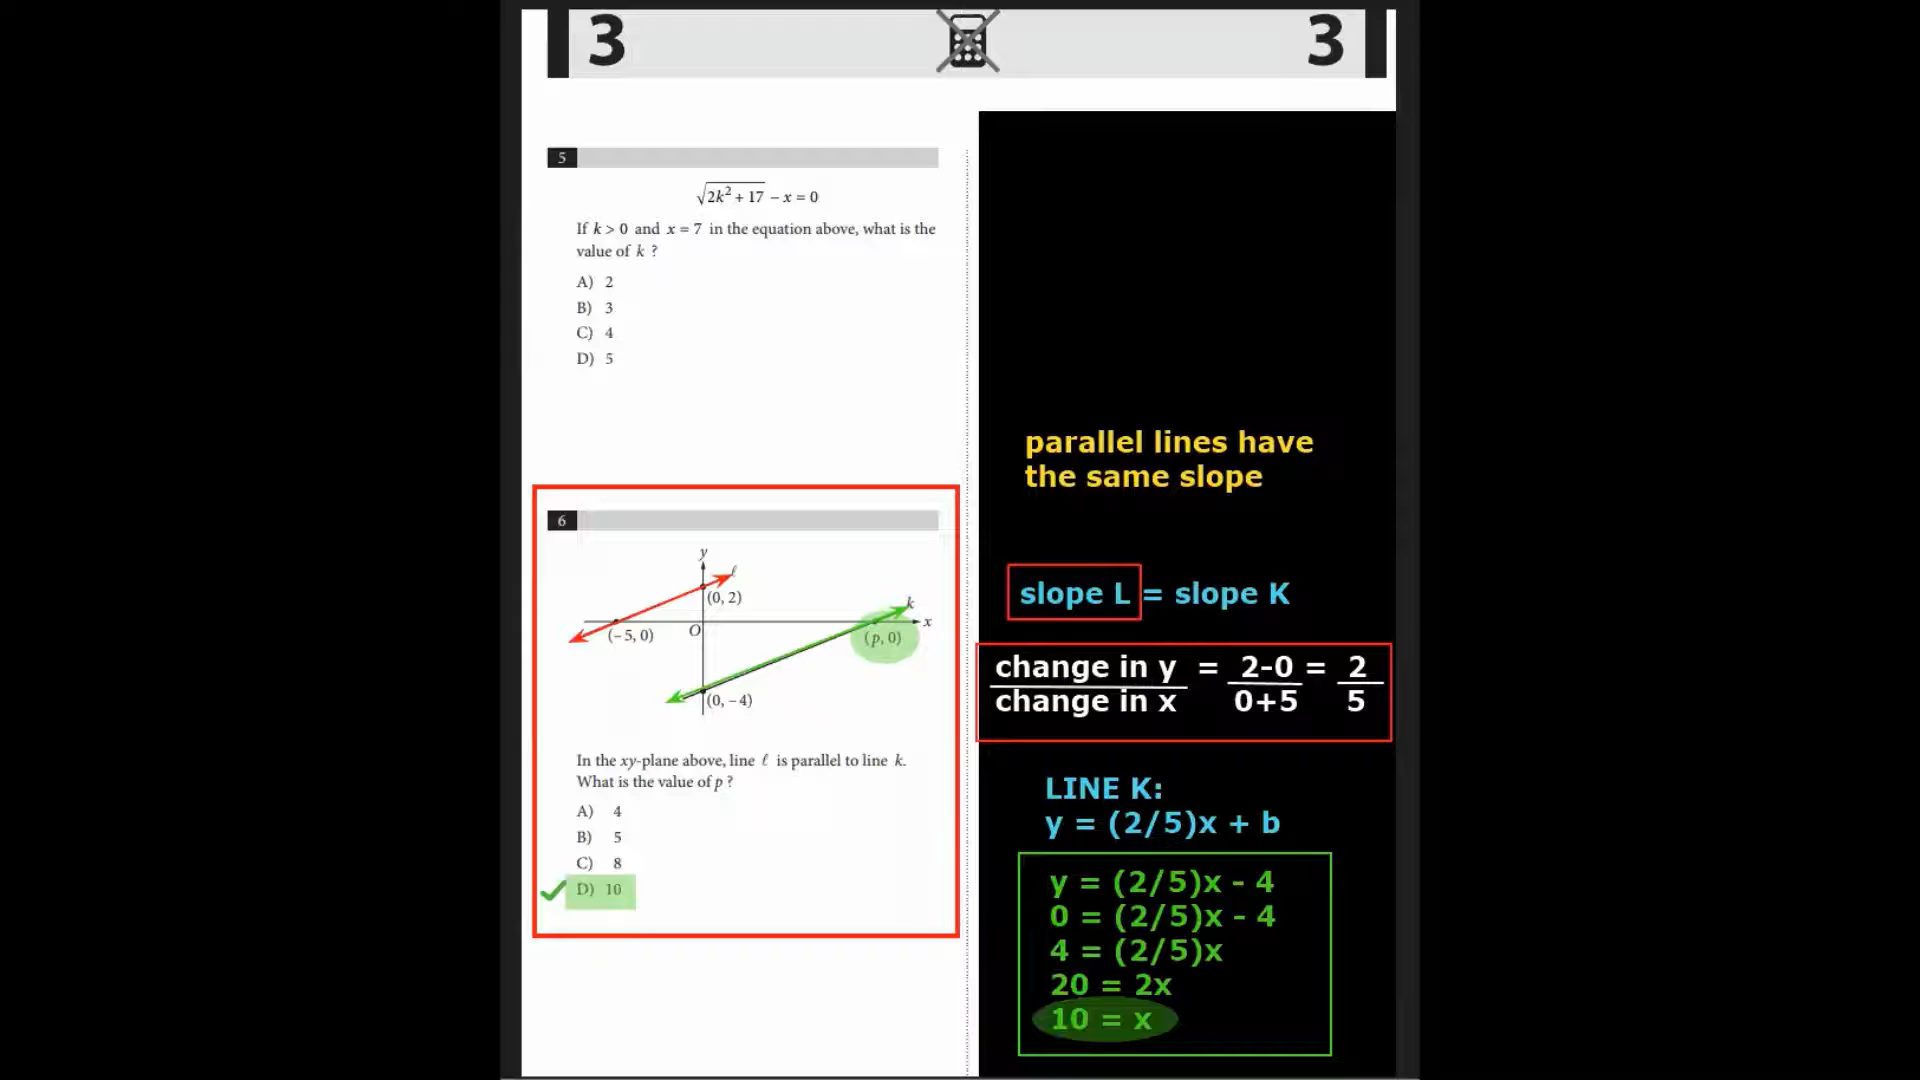 3 3
5
√2k² + 17 – x = 0
If k > 0 and x = 7 in the equation above, what is the
value of k ?
A) 2
B) 3
C) 4
D) 5
6
y
ℓ
(0, 2)
k
x
O
(–5, 0)
(p, 0)
(0, –4)
In the xy-plane above, line ℓ is parallel to line k.
What is the value of p ?
A) 4
B) 5
C) 8
D) 10
parallel lines have
the same slope
slope L = slope K
change in y = 2-0 = 2
change in x 0+5 5
LINE K:
y = (2/5)x + b
y = (2/5)x - 4
0 = (2/5)x - 4
4 = (2/5)x
20 = 2x
10 = x